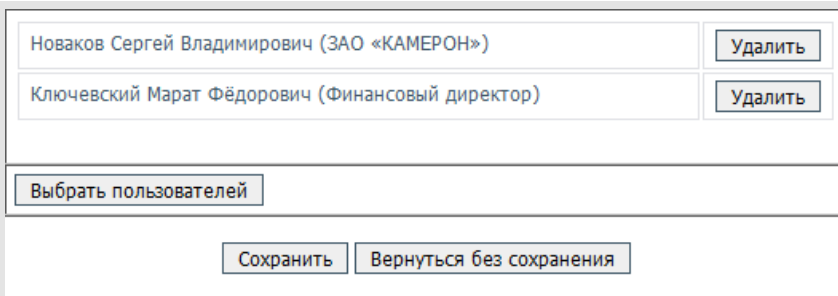 Новаков Сергей Владимирович (ЗАО «КАМЕРОН») Удалить
Ключевский Марат Фёдорович (Финансовый директор) Удалить
Выбрать пользователей
Сохранить Вернуться без сохранения